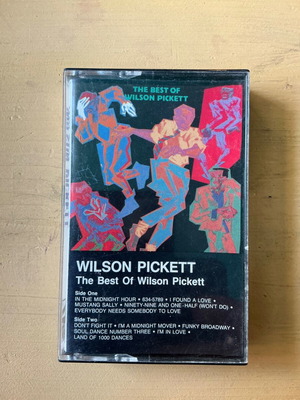 THE BEST OF
WILSON PICKETT
WILSON PICKETT
The Best Of Wilson Pickett
Side One
IN THE MIDNIGHT HOUR • 634-5789 • I FOUND A LOVE •
MUSTANG SALLY • NINETY-NINE AND ONE-HALF (WON'T DO) •
EVERYBODY NEEDS SOMEBODY TO LOVE
Side Two
DON'T FIGHT IT • I'M A MIDNIGHT MOVER • FUNKY BROADWAY •
SOUL DANCE NUMBER THREE • I'M IN LOVE •
LAND OF 1000 DANCES